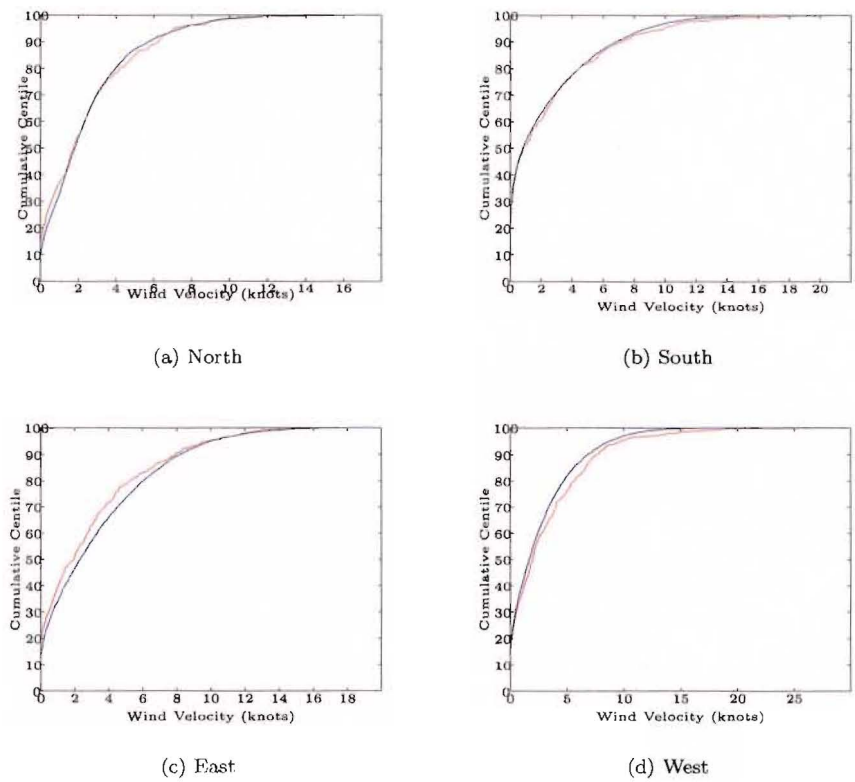 100
90
80
70
60
50
40
30
20
10
0
Cumulative Centile
0 2 4 6 8 10 12 14 16
Wind Velocity (knots)
(a) North
100
90
80
70
60
50
40
30
20
10
0
Cumulative Centile
0 2 4 6 8 10 12 14 16 18 20
Wind Velocity (knots)
(b) South
100
90
80
70
60
50
40
30
20
10
0
Cumulative Centile
0 2 4 6 8 10 12 14 16 18
Wind Velocity (knots)
(c) East
100
90
80
70
60
50
40
30
20
10
0
Cumulative Centile
0 5 10 15 20 25
Wind Velocity (knots)
(d) West